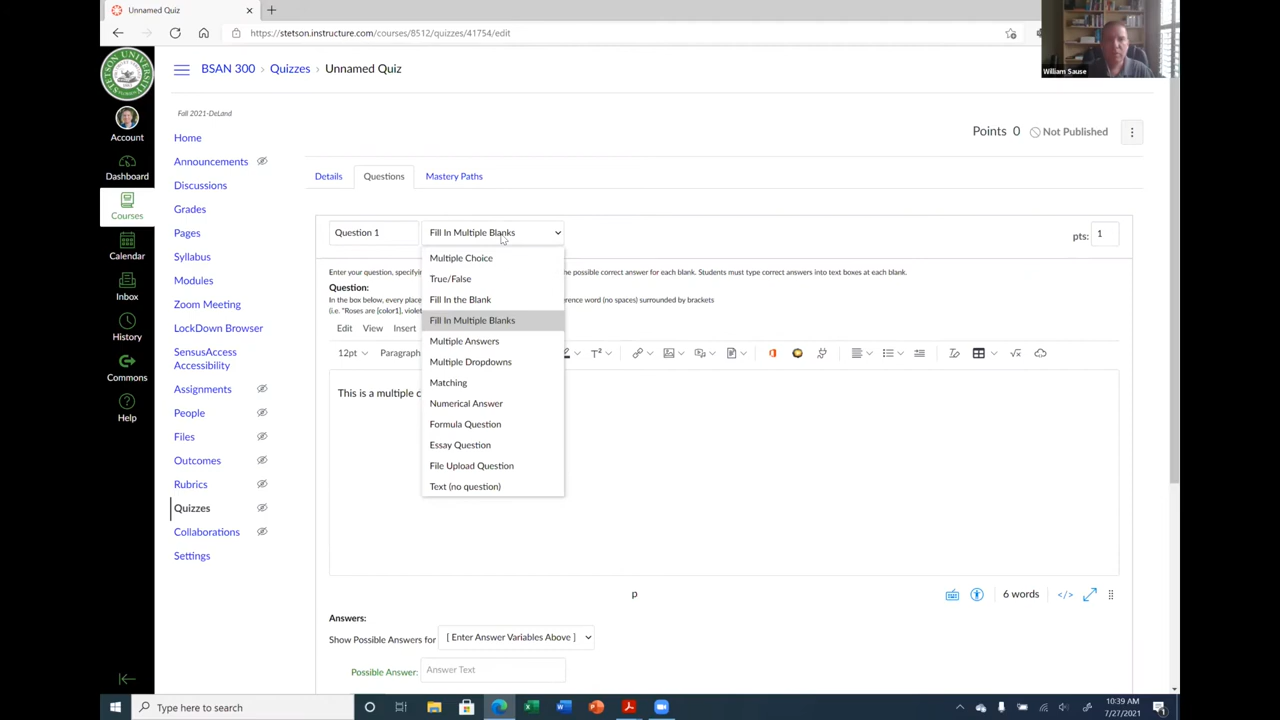 Unnamed Quiz
https://stetson.instructure.com/courses/8512/quizzes/41754/edit
William Sause
STETSON UNIVERSITY
BSAN 300 › Quizzes › Unnamed Quiz
Account
Dashboard
Courses
Calendar
Inbox
History
Commons
Help
Fall 2021-DeLand
Home
Announcements
Discussions
Grades
Pages
Syllabus
Modules
Zoom Meeting
LockDown Browser
SensusAccess
Accessibility
Assignments
People
Files
Outcomes
Rubrics
Quizzes
Collaborations
Settings
Points 0 Not Published
Details Questions Mastery Paths
Question 1 Fill In Multiple Blanks pts: 1
Multiple Choice
True/False
Fill In the Blank
Fill In Multiple Blanks
Multiple Answers
Multiple Dropdowns
Matching
Numerical Answer
Formula Question
Essay Question
File Upload Question
Text (no question)
Enter your question, specifying the possible correct answer for each blank. Students must type correct answers into text boxes at each blank.
Question:
In the box below, every place word (no spaces) surrounded by brackets
(i.e. "Roses are [color1],
Edit View Insert
12pt Paragraph
This is a multiple
p 6 words </>
Answers:
Show Possible Answers for [ Enter Answer Variables Above ]
Possible Answer: Answer Text
Type here to search
10:39 AM
7/27/2021